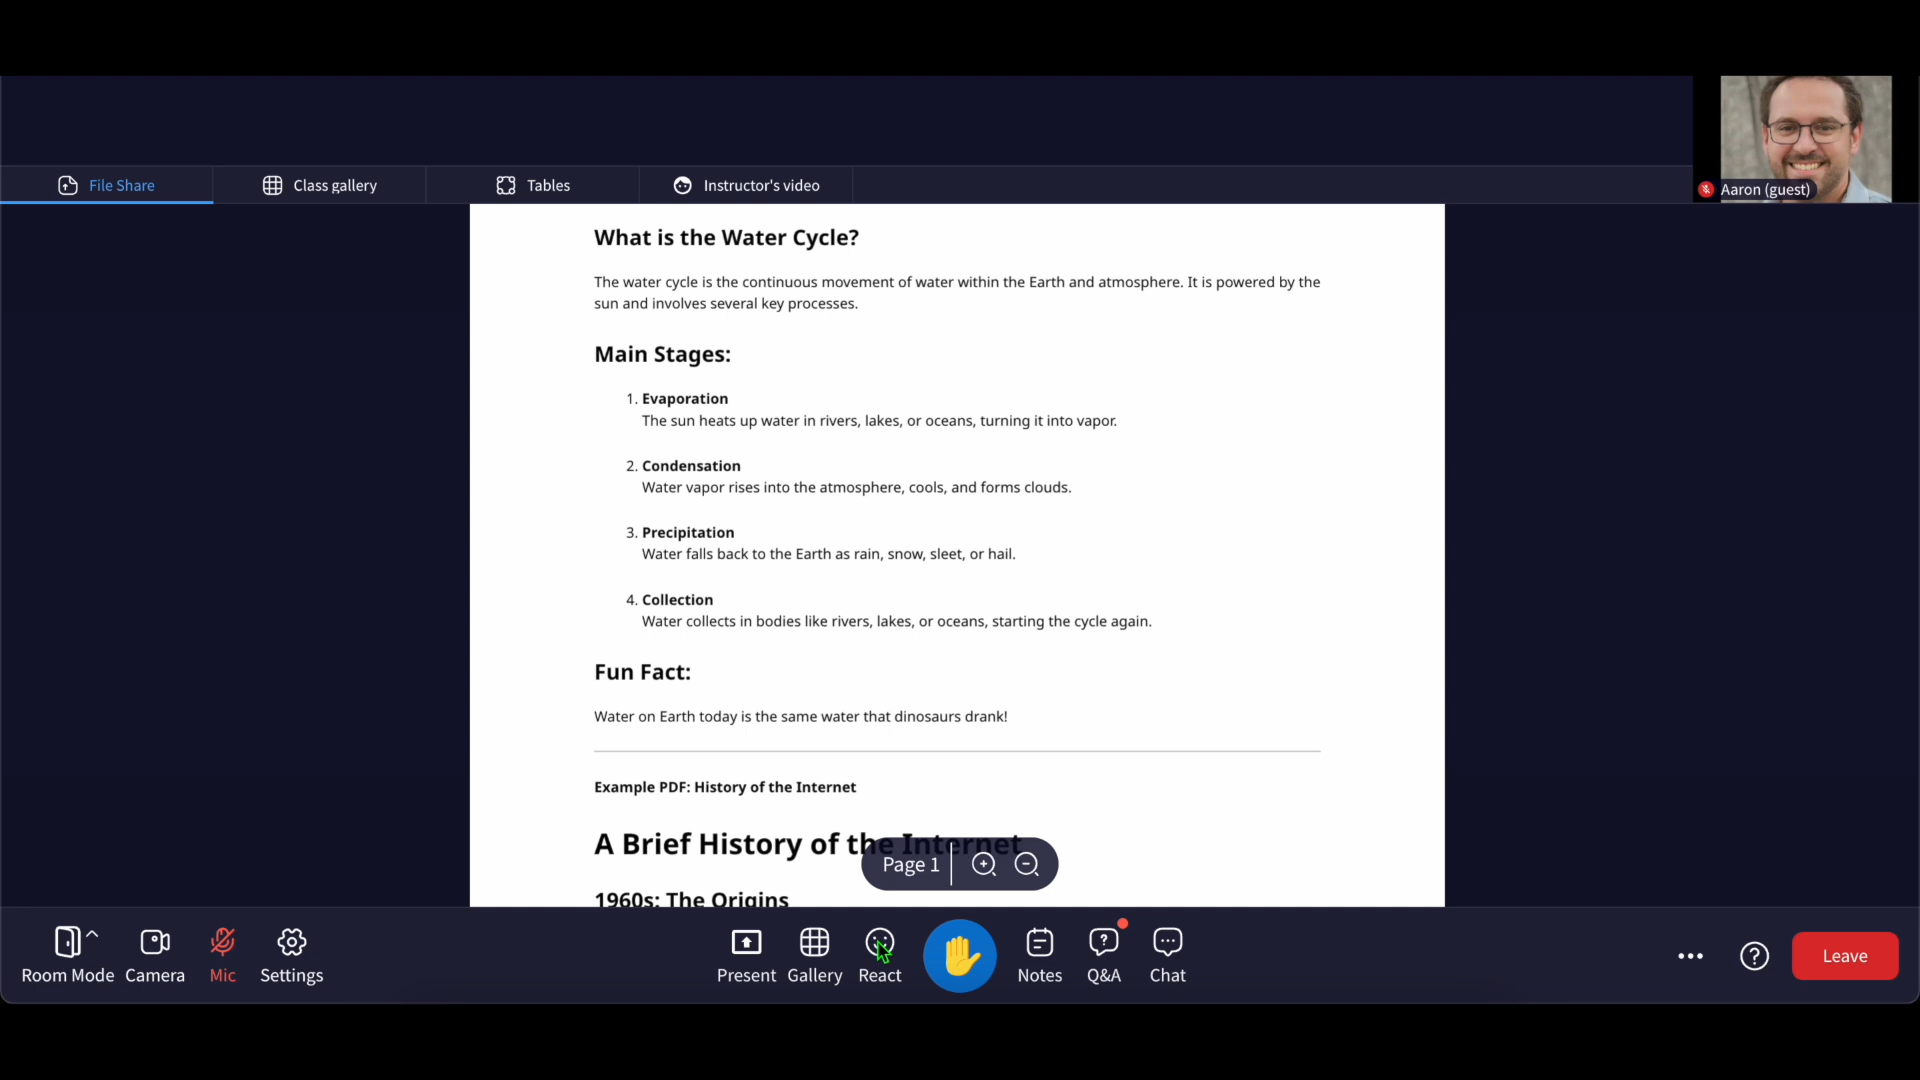 File Share
Class gallery
Tables
Instructor's video
Aaron (guest)
What is the Water Cycle?
The water cycle is the continuous movement of water within the Earth and atmosphere. It is powered by the
sun and involves several key processes.
Main Stages:
1. Evaporation
The sun heats up water in rivers, lakes, or oceans, turning it into vapor.
2. Condensation
Water vapor rises into the atmosphere, cools, and forms clouds.
3. Precipitation
Water falls back to the Earth as rain, snow, sleet, or hail.
4. Collection
Water collects in bodies like rivers, lakes, or oceans, starting the cycle again.
Fun Fact:
Water on Earth today is the same water that dinosaurs drank!
Example PDF: History of the Internet
A Brief History of the Internet
Page 1
1960s: The Origins
Room Mode
Camera
Mic
Settings
Present
Gallery
React
Notes
Q&A
Chat
Leave